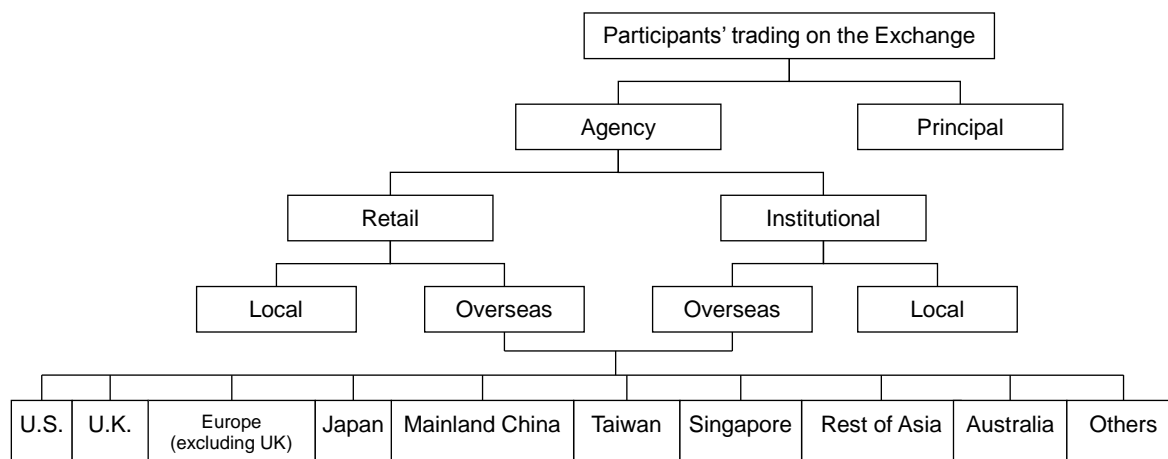 Participants’ trading on the Exchange
Agency
Principal
Retail
Institutional
Local
Overseas
Overseas
Local
U.S.
U.K.
Europe
(excluding UK)
Japan
Mainland China
Taiwan
Singapore
Rest of Asia
Australia
Others